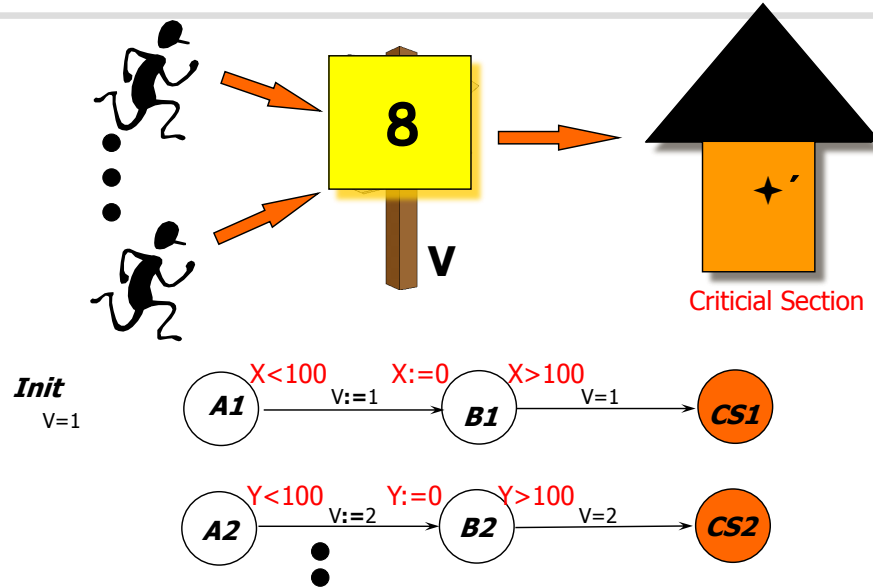 8
V
Criticial Section
X<100 X:=0 X>100
Init A1 V:=1 B1 V=1 CS1
V=1
Y<100 Y:=0 Y>100
A2 V:=2 B2 V=2 CS2